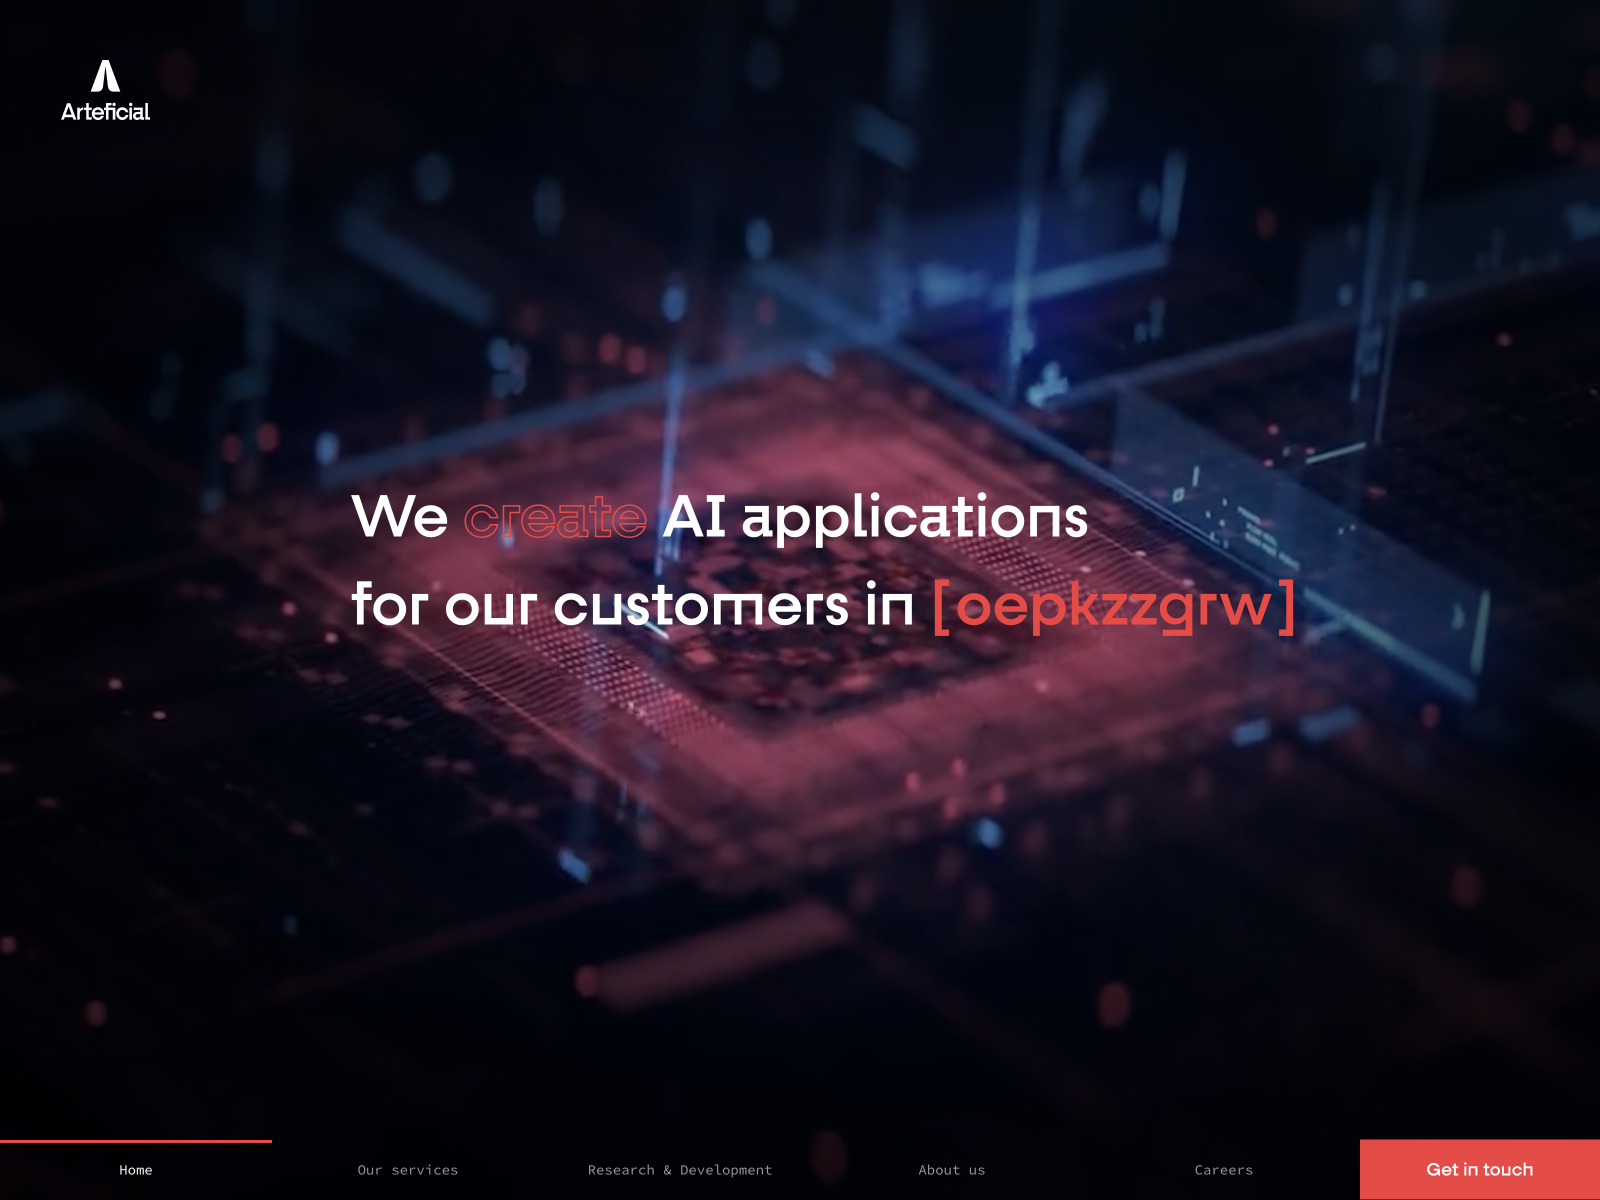 Arteficial
We create AI applications
for our customers in [oepkzzgrw]
Home
Our services
Research & Development
About us
Careers
Get in touch